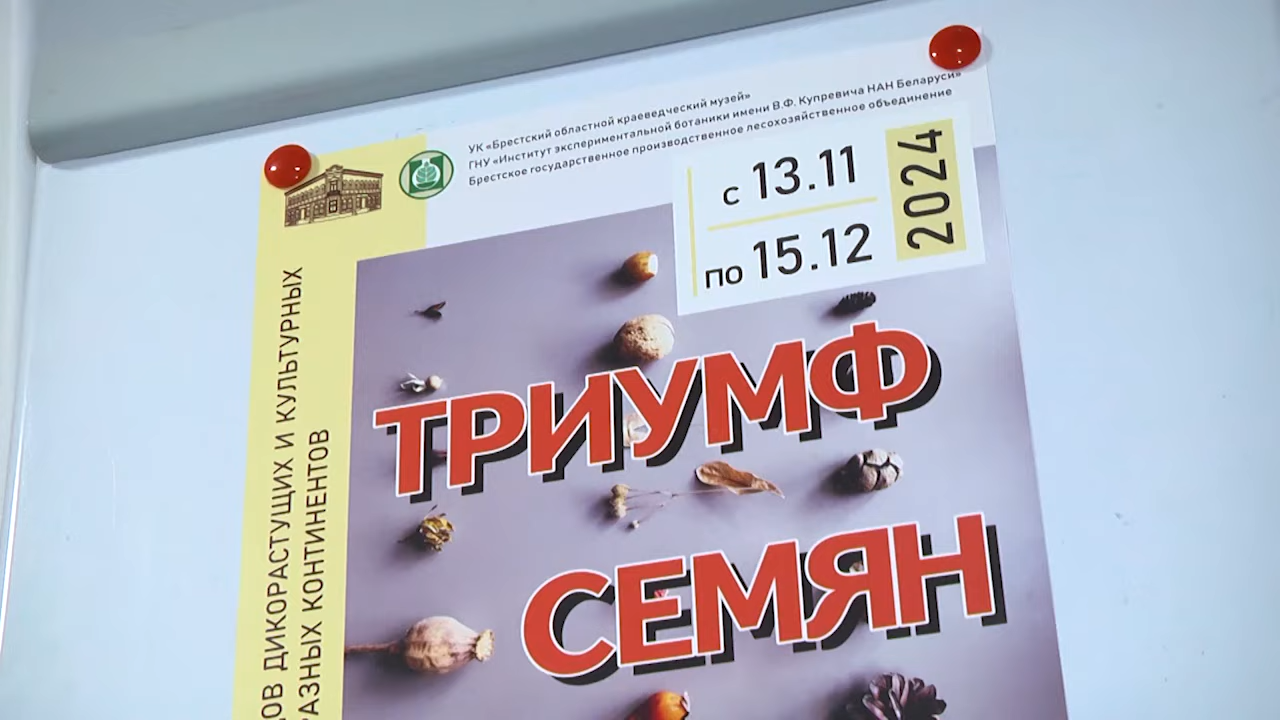 УК «Брестский областной краеведческий музей»
ГНУ «Институт экспериментальной ботаники имени В.Ф. Купревича НАН Беларуси»
Брестское государственное производственное лесохозяйственное объединение
с 13.11
по 15.12
2024
ДИКОРАСТУЩИХ И КУЛЬТУРНЫХ
КОНТИНЕНТОВ
ТРИУМФ
СЕМЯН